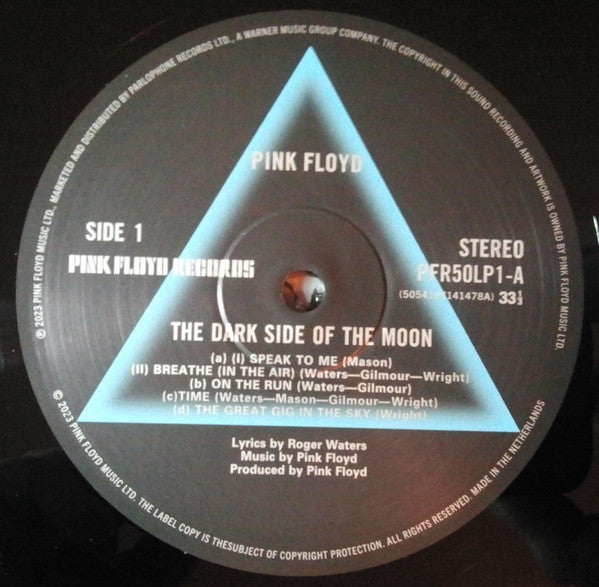 ℗ 2023 PINK FLOYD MUSIC LTD., MARKETED AND DISTRIBUTED BY PARLOPHONE RECORDS LTD., A WARNER MUSIC GROUP COMPANY. THE COPYRIGHT IN THIS SOUND RECORDING AND ARTWORK IS OWNED BY PINK FLOYD MUSIC LTD.
PINK FLOYD
SIDE 1
PINK FLOYD RECORDS
STEREO
PFR50LP1-A
33⅓
THE DARK SIDE OF THE MOON
(a) (I) SPEAK TO ME (Mason)
(II) BREATHE (IN THE AIR) (Waters—Gilmour—Wright)
(b) ON THE RUN (Waters—Gilmour)
(c)TIME (Waters—Mason—Gilmour—Wright)
(d) THE GREAT GIG IN THE SKY (Wright)
Lyrics by Roger Waters
Music by Pink Floyd
Produced by Pink Floyd
© 2023 PINK FLOYD MUSIC LTD. THE LABEL COPY IS THESUBJECT OF COPYRIGHT PROTECTION. ALL RIGHTS RESERVED. MADE IN THE NETHERLANDS